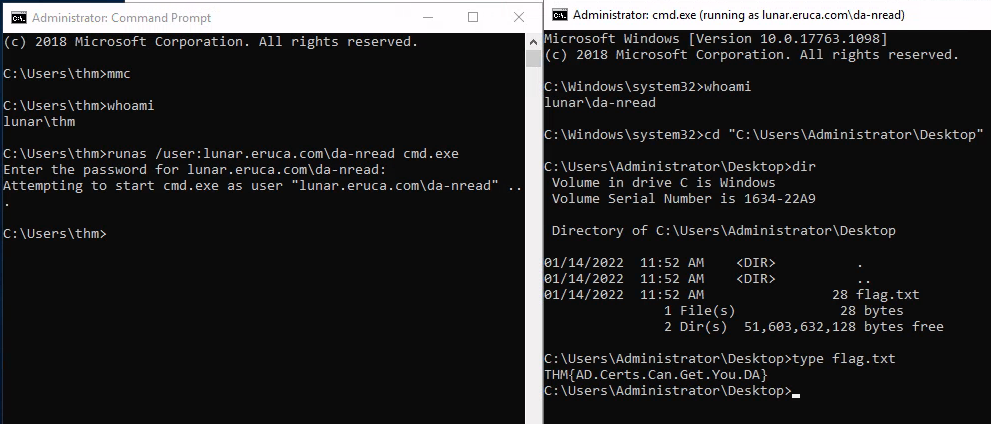 Administrator: Command Prompt
(c) 2018 Microsoft Corporation. All rights reserved.
C:\Users\thm>mmc
C:\Users\thm>whoami
lunar\thm
C:\Users\thm>runas /user:lunar.eruca.com\da-nread cmd.exe
Enter the password for lunar.eruca.com\da-nread:
Attempting to start cmd.exe as user "lunar.eruca.com\da-nread" ..
.
C:\Users\thm>
Administrator: cmd.exe (running as lunar.eruca.com\da-nread)
Microsoft Windows [Version 10.0.17763.1098]
(c) 2018 Microsoft Corporation. All rights reserved.
C:\Windows\system32>whoami
lunar\da-nread
C:\Windows\system32>cd "C:\Users\Administrator\Desktop"
C:\Users\Administrator\Desktop>dir
Volume in drive C is Windows
Volume Serial Number is 1634-22A9
Directory of C:\Users\Administrator\Desktop
01/14/2022  11:52 AM    <DIR>          .
01/14/2022  11:52 AM    <DIR>          ..
01/14/2022  11:52 AM                28 flag.txt
1 File(s)             28 bytes
2 Dir(s)  51,603,632,128 bytes free
C:\Users\Administrator\Desktop>type flag.txt
THM{AD.Certs.Can.Get.You.DA}
C:\Users\Administrator\Desktop>